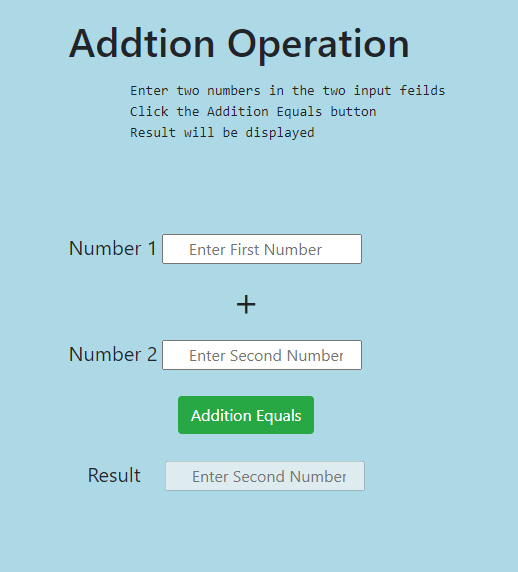 Addtion Operation
Enter two numbers in the two input feilds
Click the Addition Equals button
Result will be displayed
Number 1 Enter First Number
+
Number 2 Enter Second Number
Addition Equals
Result Enter Second Number